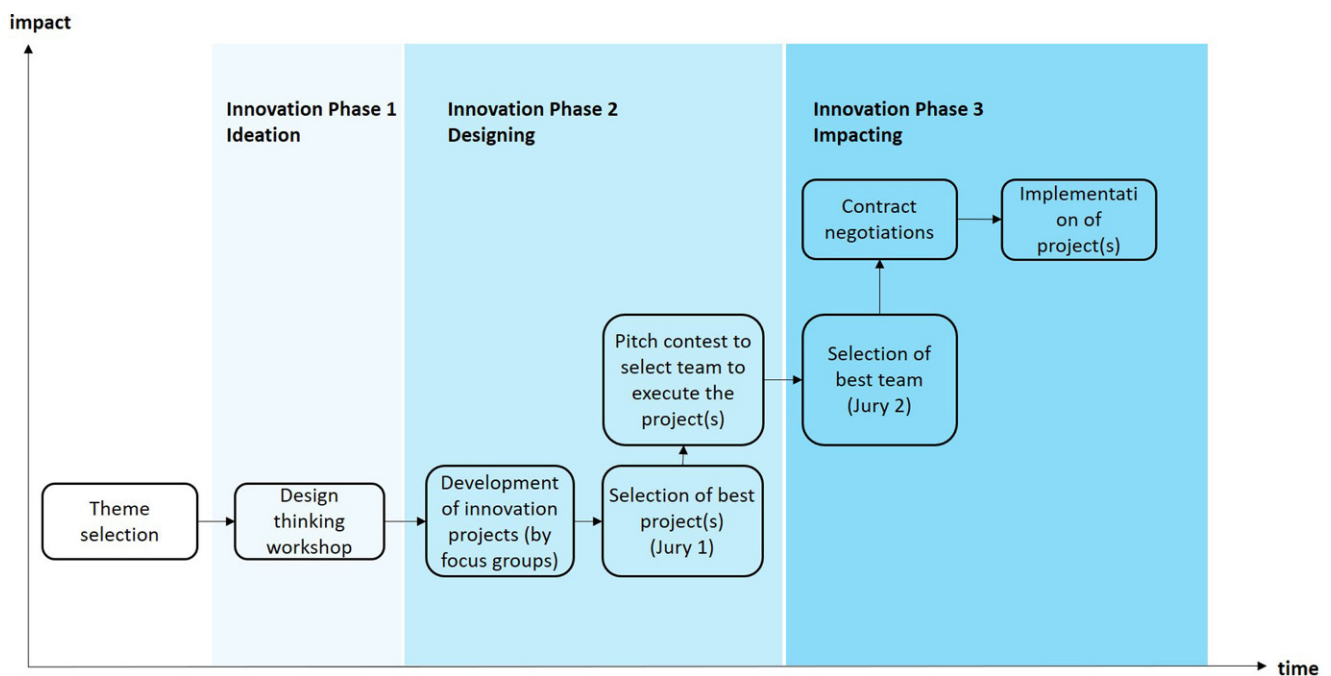 impact
Innovation Phase 1
Ideation
Innovation Phase 2
Designing
Innovation Phase 3
Impacting
Theme
selection
Design
thinking
workshop
Development
of innovation
projects (by
focus groups)
Selection of best
project(s)
(Jury 1)
Pitch contest to
select team to
execute the
project(s)
Selection of
best team
(Jury 2)
Contract
negotiations
Implementati
on of
project(s)
time